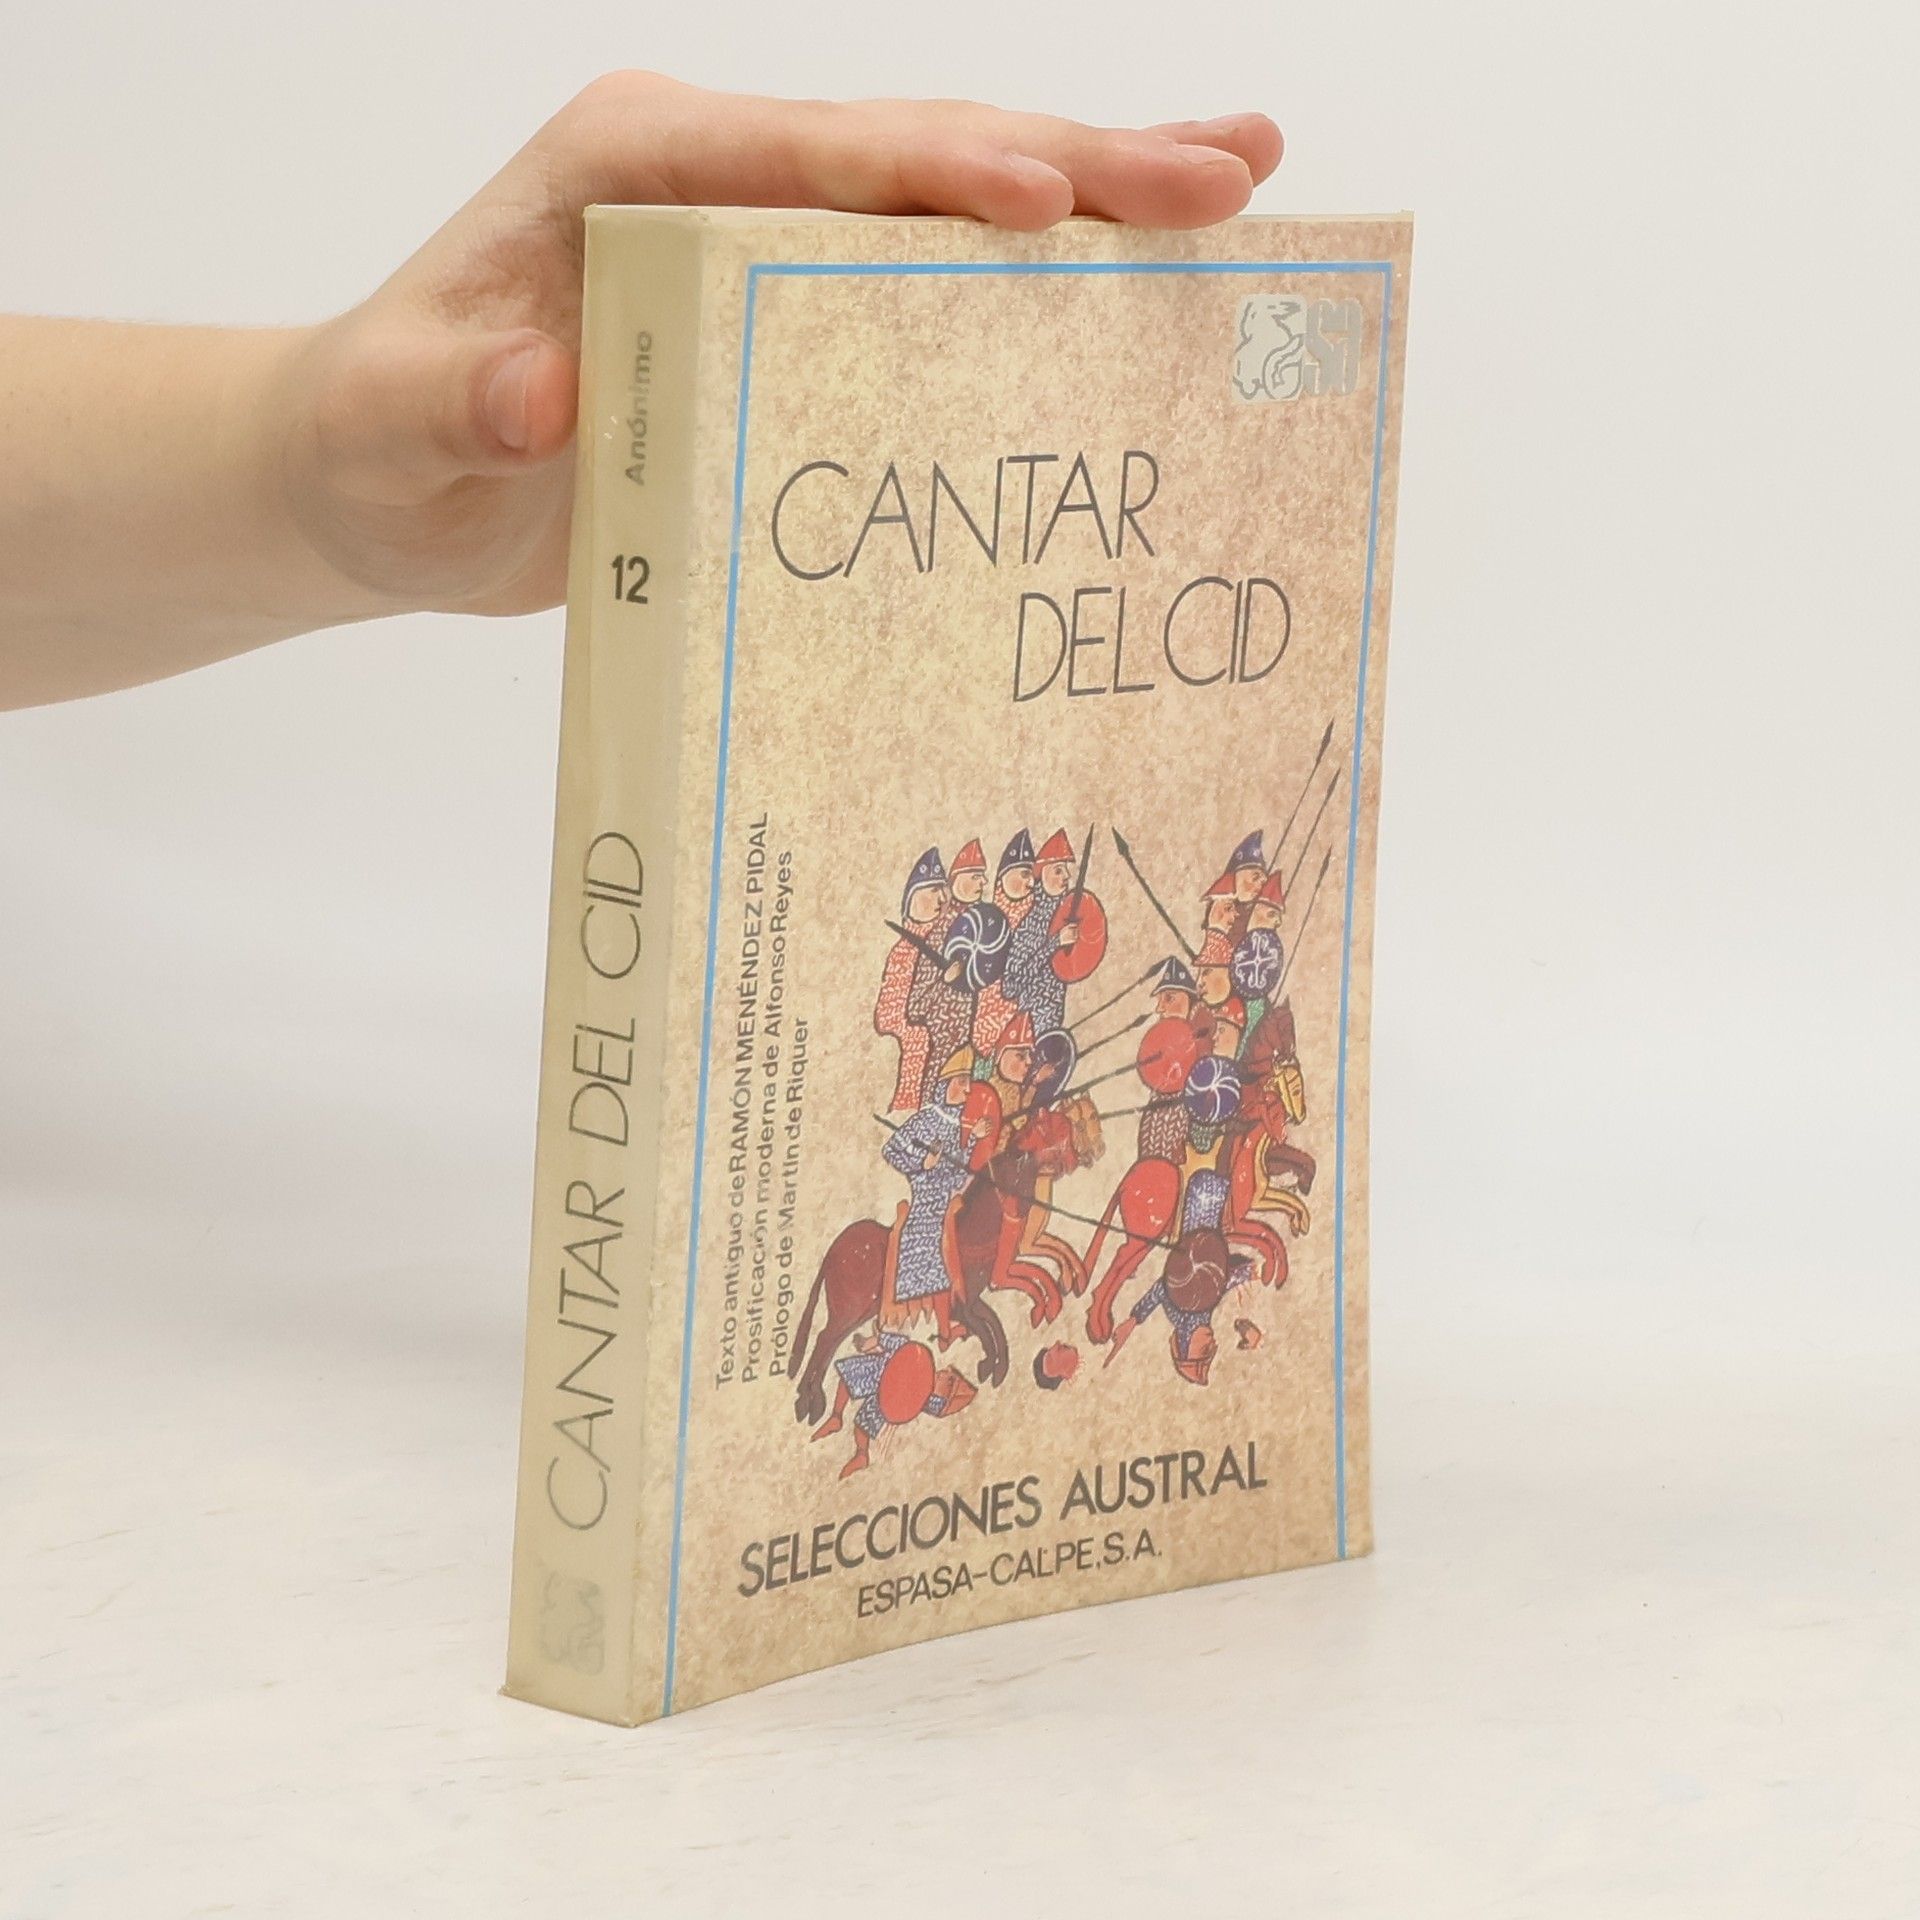 Anónimo
12
CANTAR DEL CID
CANTAR
DEL CID
Texto antiguo de RAMÓN MENÉNDEZ PIDAL
Prosificación moderna de Alfonso Reyes
Prólogo de Martín de Riquer
SELECCIONES AUSTRAL
ESPASA-CALPE, S.A.